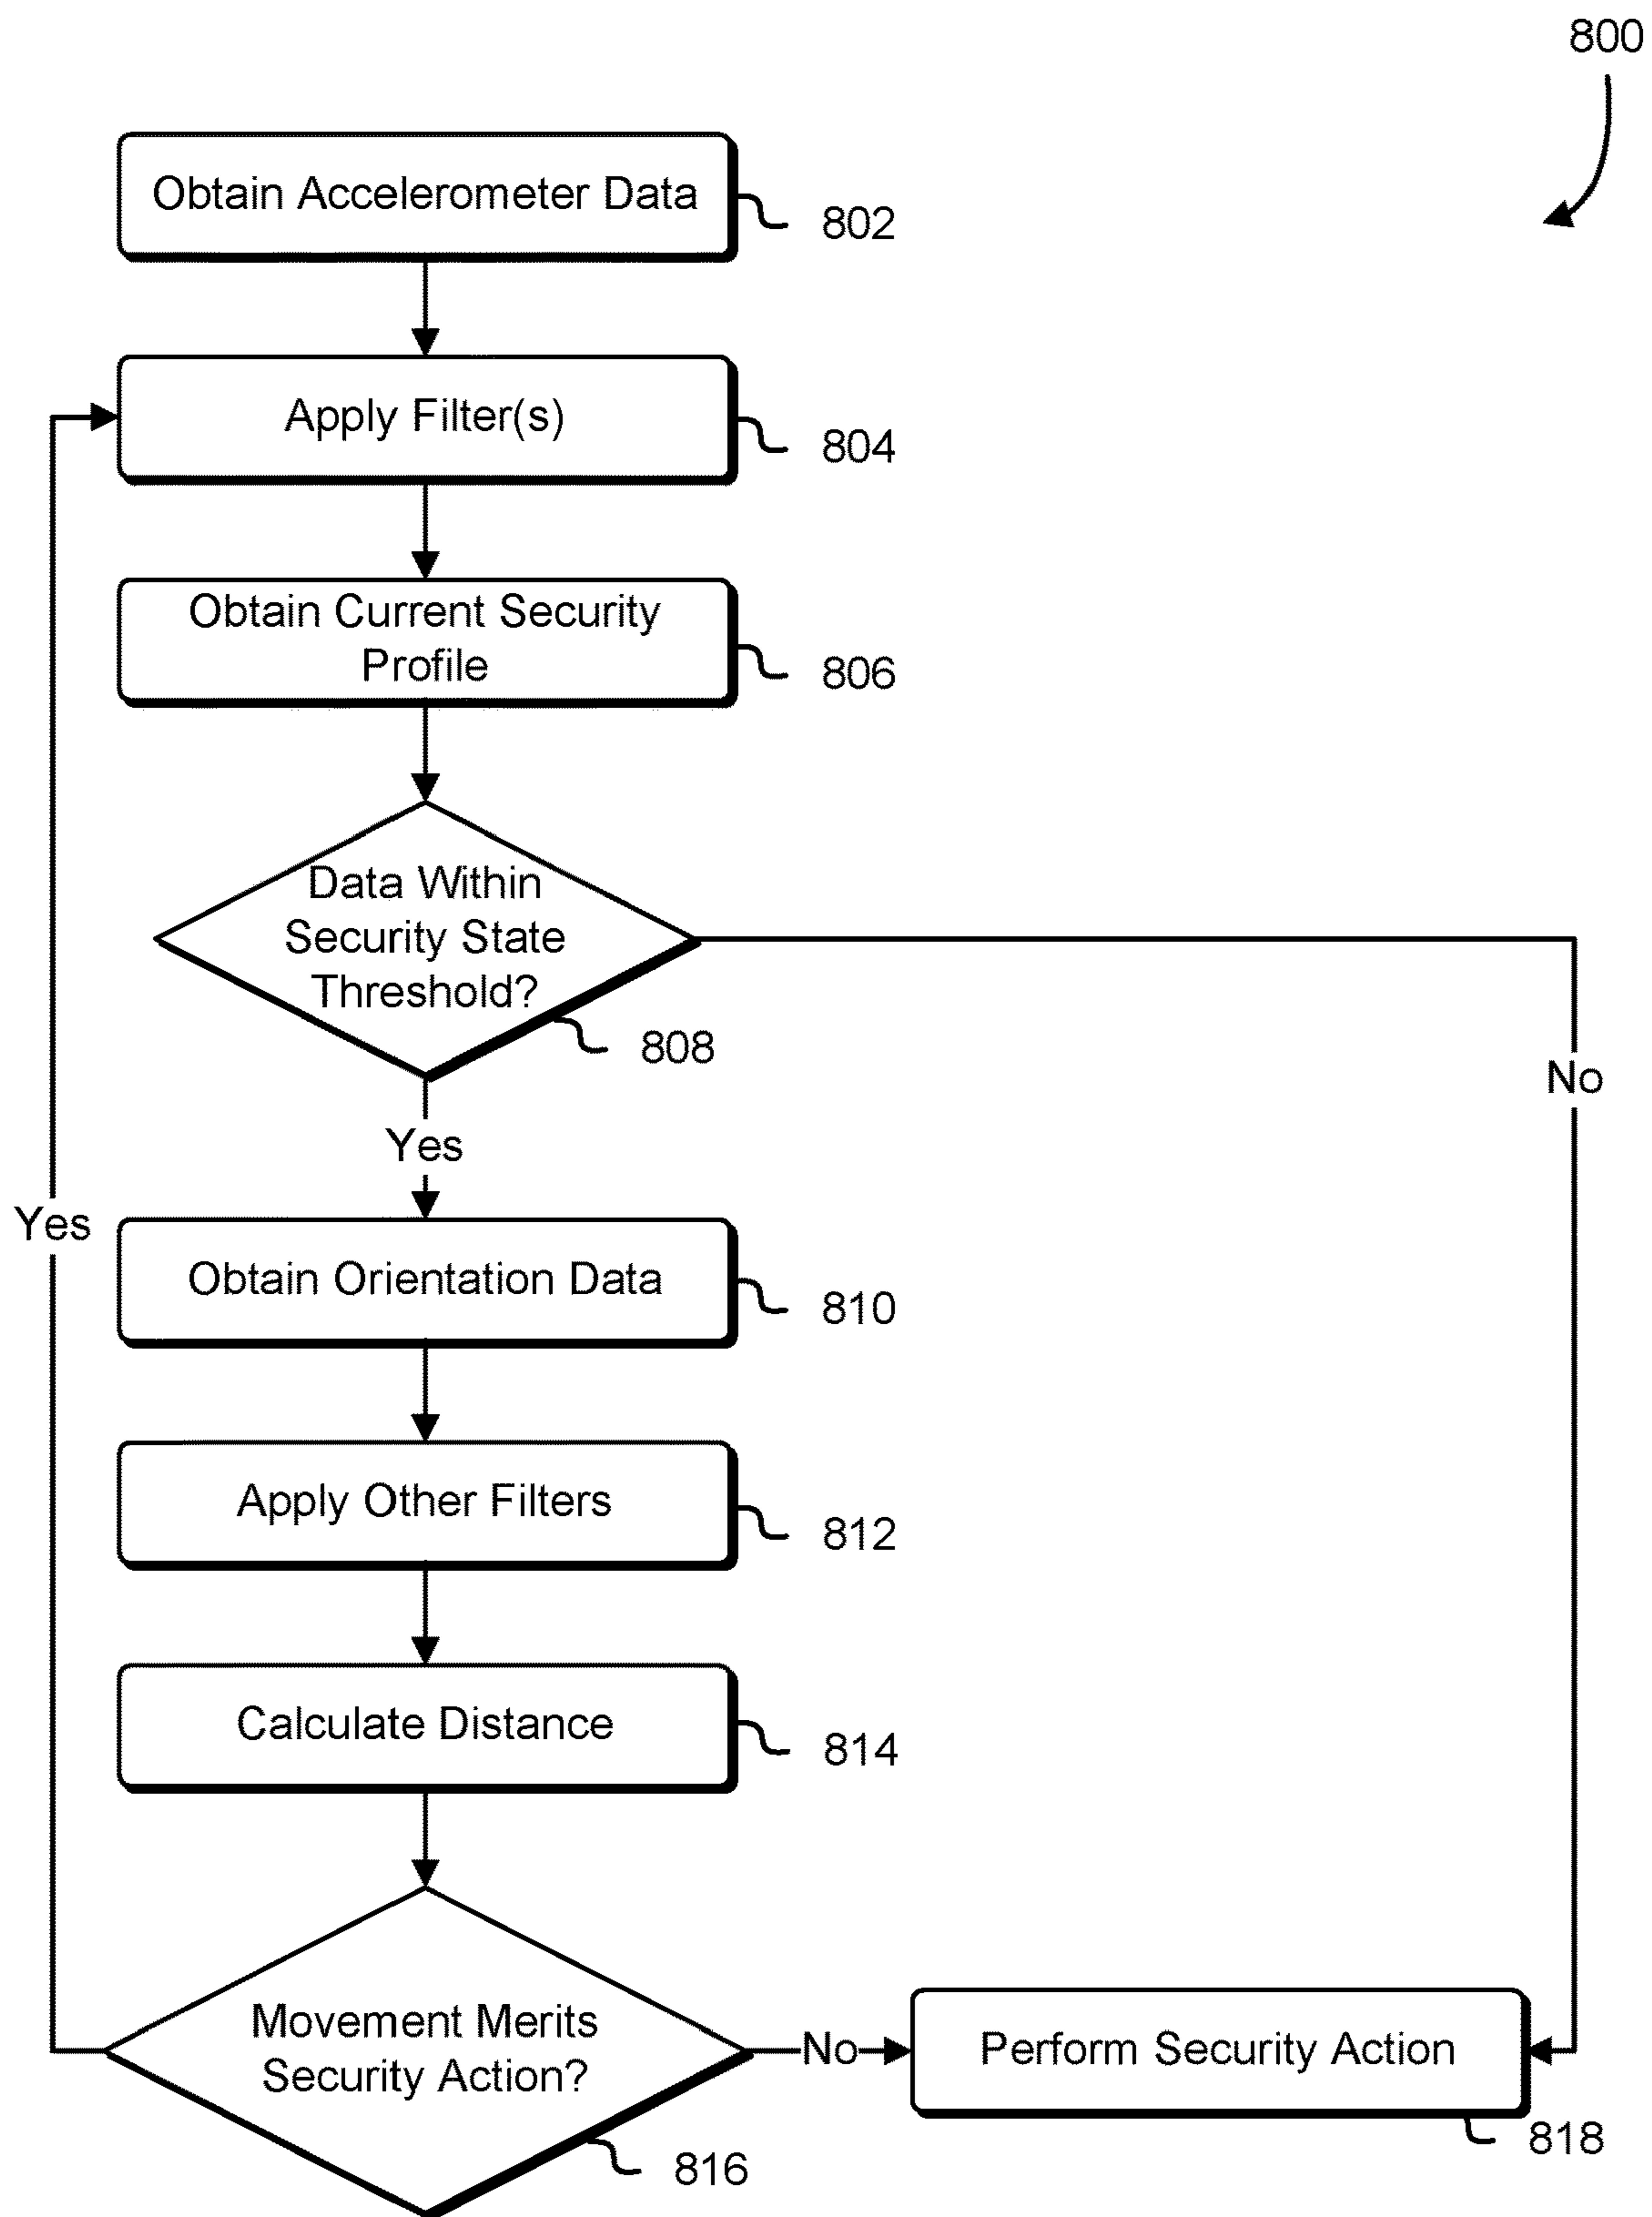 800
Obtain Accelerometer Data
802
Apply Filter(s)
804
Obtain Current Security
Profile
806
Data Within
Security State
Threshold?
808
No
Yes
Yes
Obtain Orientation Data
810
Apply Other Filters
812
Calculate Distance
814
Movement Merits
Security Action?
816
No
Perform Security Action
818